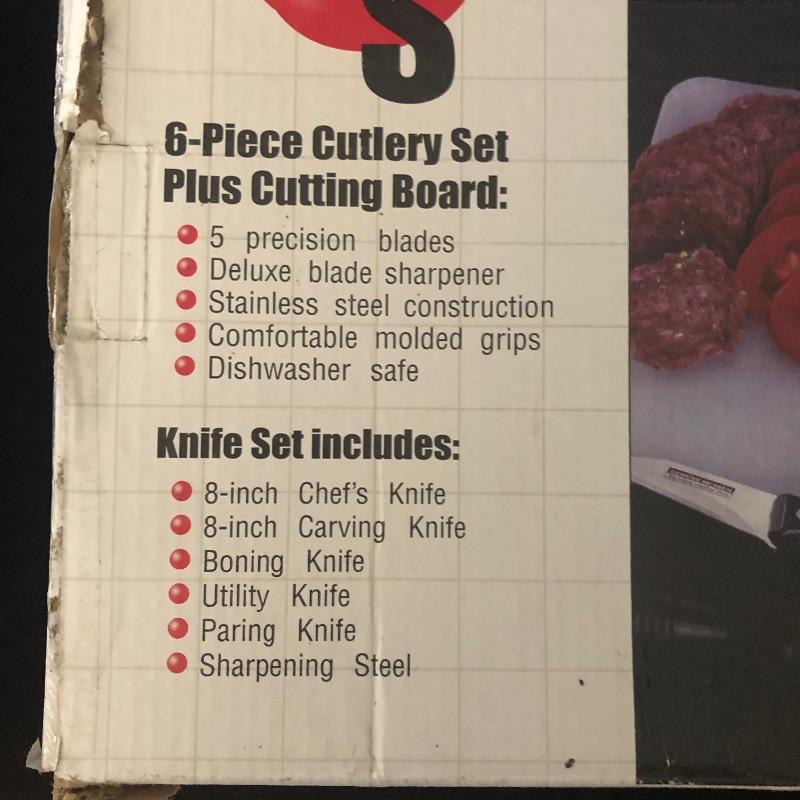 S
6-Piece Cutlery Set
Plus Cutting Board:
5 precision blades
Deluxe blade sharpener
Stainless steel construction
Comfortable molded grips
Dishwasher safe
Knife Set includes:
8-inch Chef's Knife
8-inch Carving Knife
Boning Knife
Utility Knife
Paring Knife
Sharpening Steel